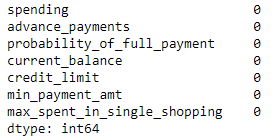 spending 0
advance_payments 0
probability_of_full_payment 0
current_balance 0
credit_limit 0
min_payment_amt 0
max_spent_in_single_shopping 0
dtype: int64